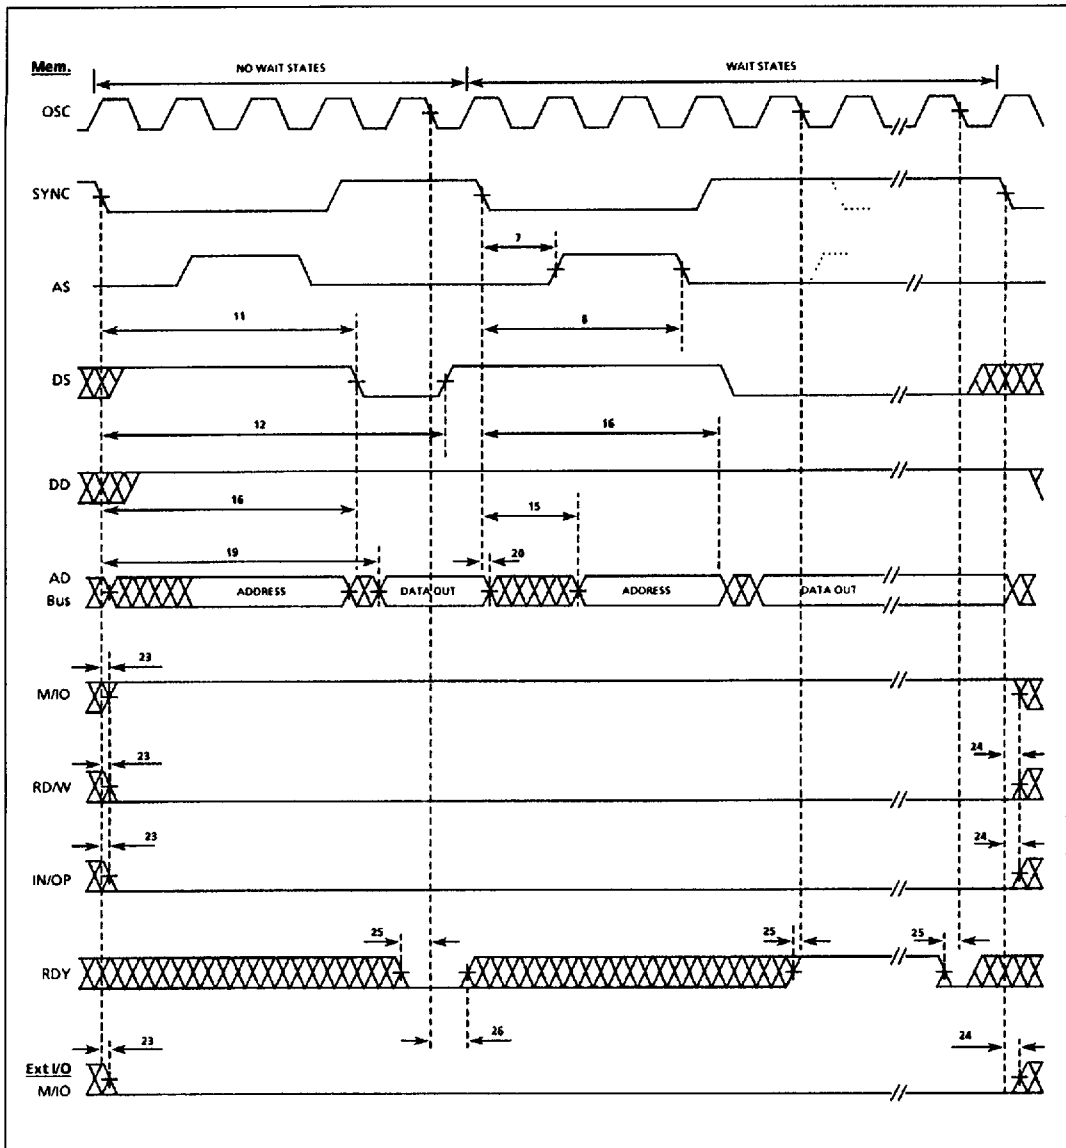 Mem.
NO WAIT STATES
WAIT STATES
OSC
SYNC
7
AS
11
8
DS
12
16
DD
16
15
19
20
AD
Bus
ADDRESS
DATA OUT
ADDRESS
DATA OUT
23
M/IO
23
24
RD/W
23
24
IN/OP
25
25
25
RDY
26
23
24
Ext I/O
M/IO